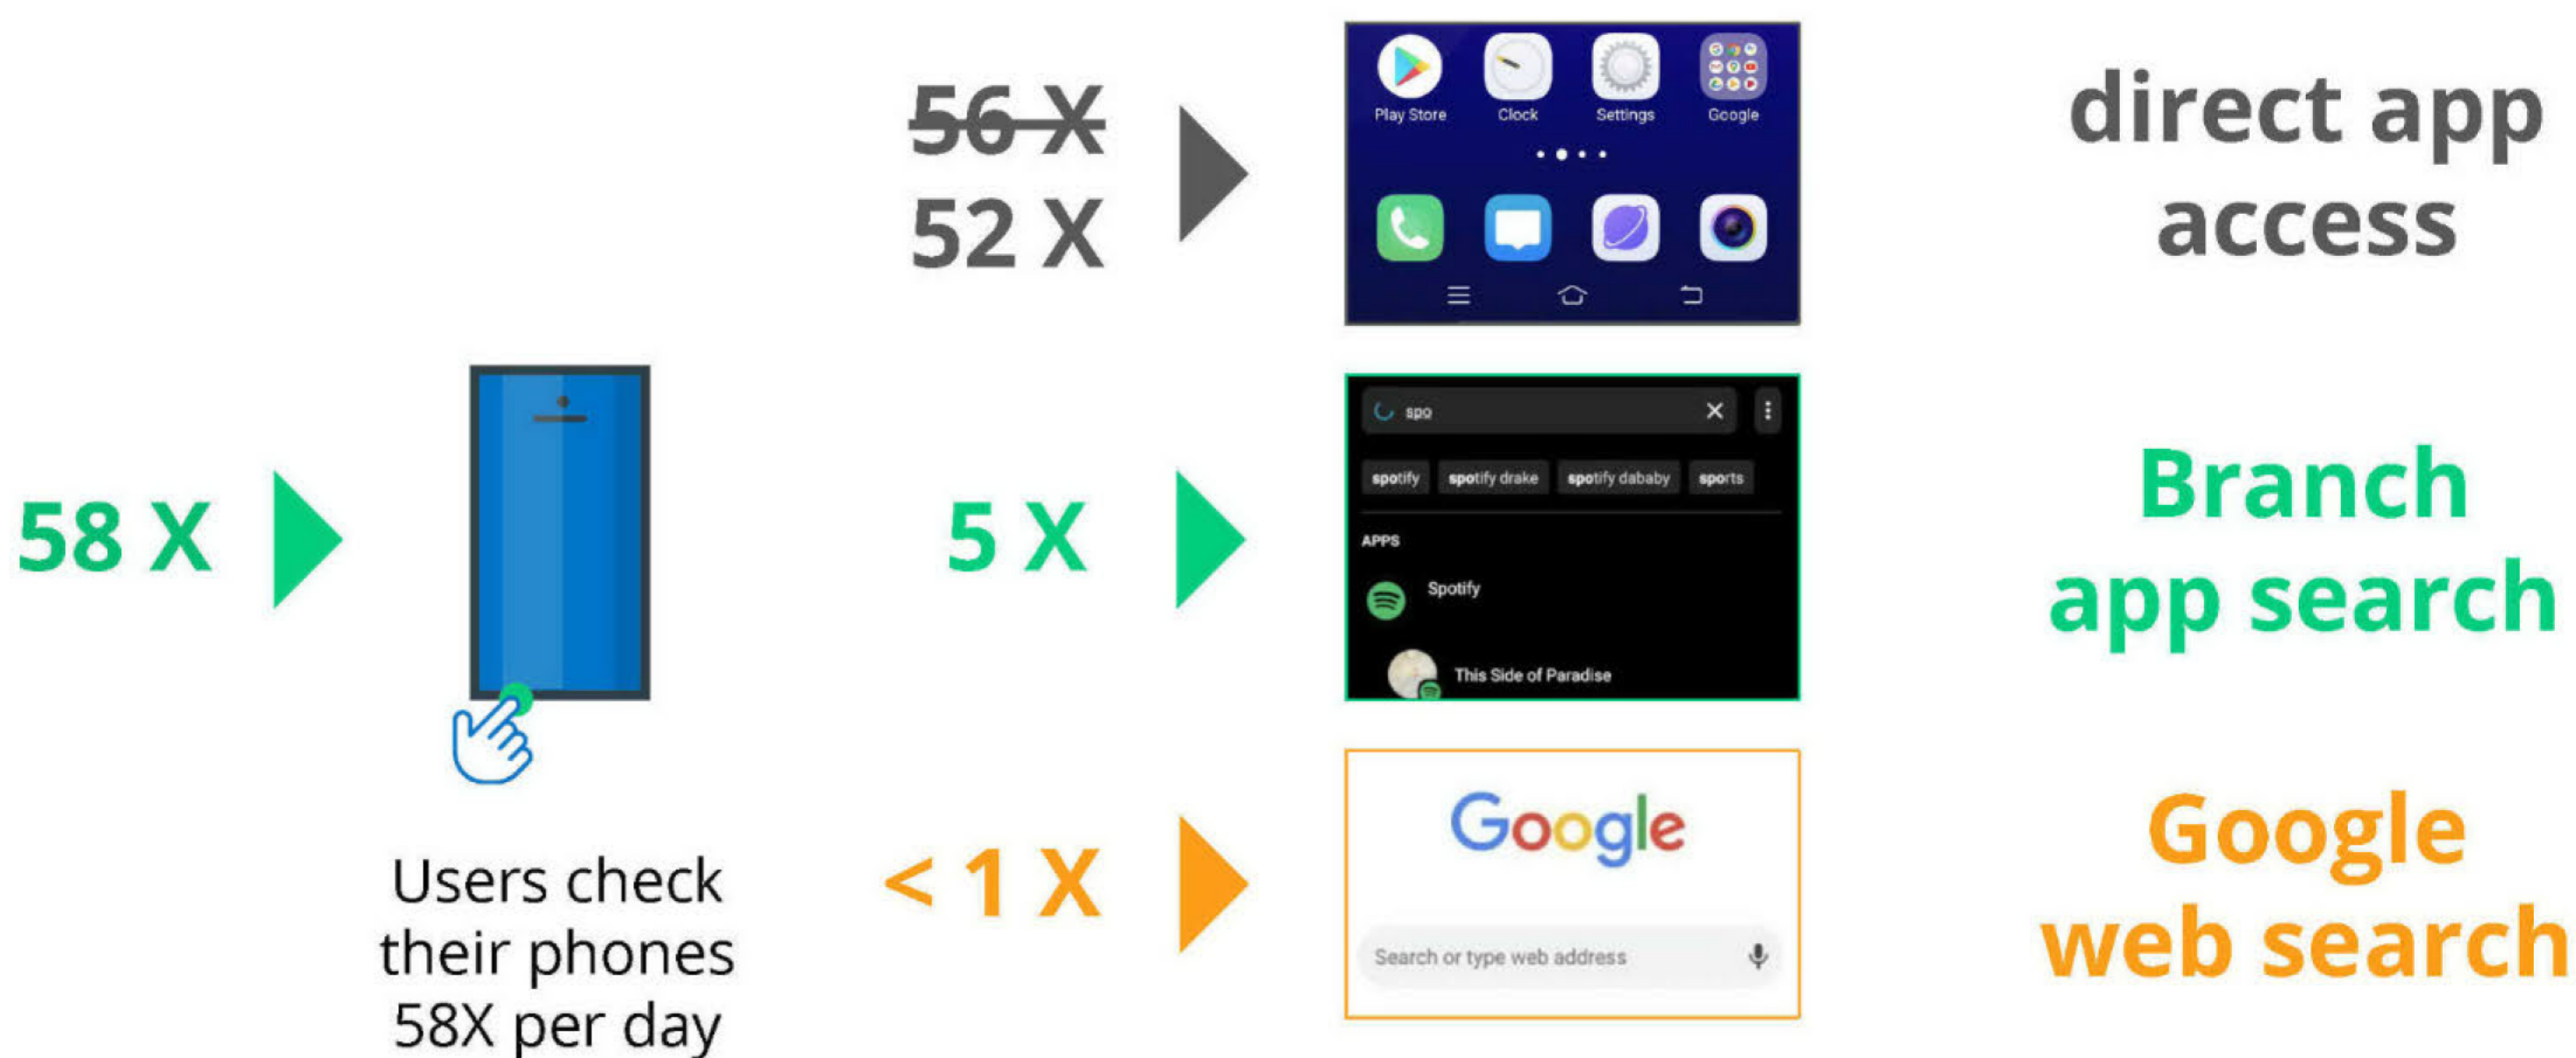 56 X
52 X
Play Store
Clock
Settings
Google
direct app
access
58 X
Users check
their phones
58X per day
5 X
spo
spotify
spotify drake
spotify dababy
sports
APPS
Spotify
This Side of Paradise
Branch
app search
< 1 X
Google
Search or type web address
Google
web search